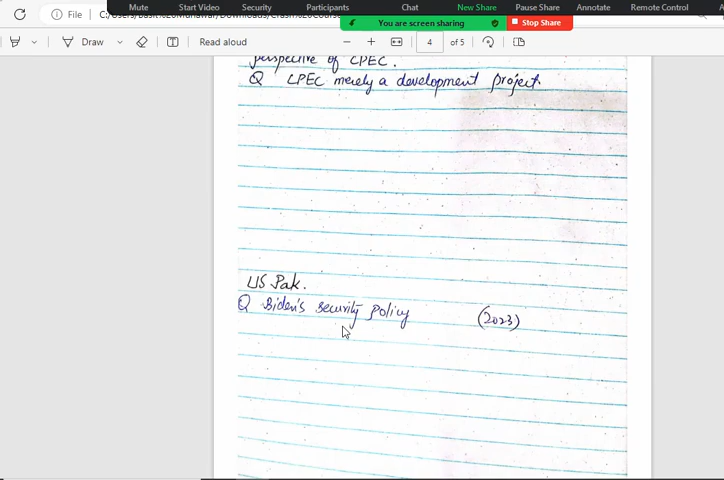 Mute Start Video Security Participants Chat New Share Pause Share Annotate Remote Control
You are screen sharing Stop Share
File
Draw Read aloud 4 of 5
perspective of CPEC.
Q CPEC merely a development project.
US Pak.
Q Biden's security policy (2023)